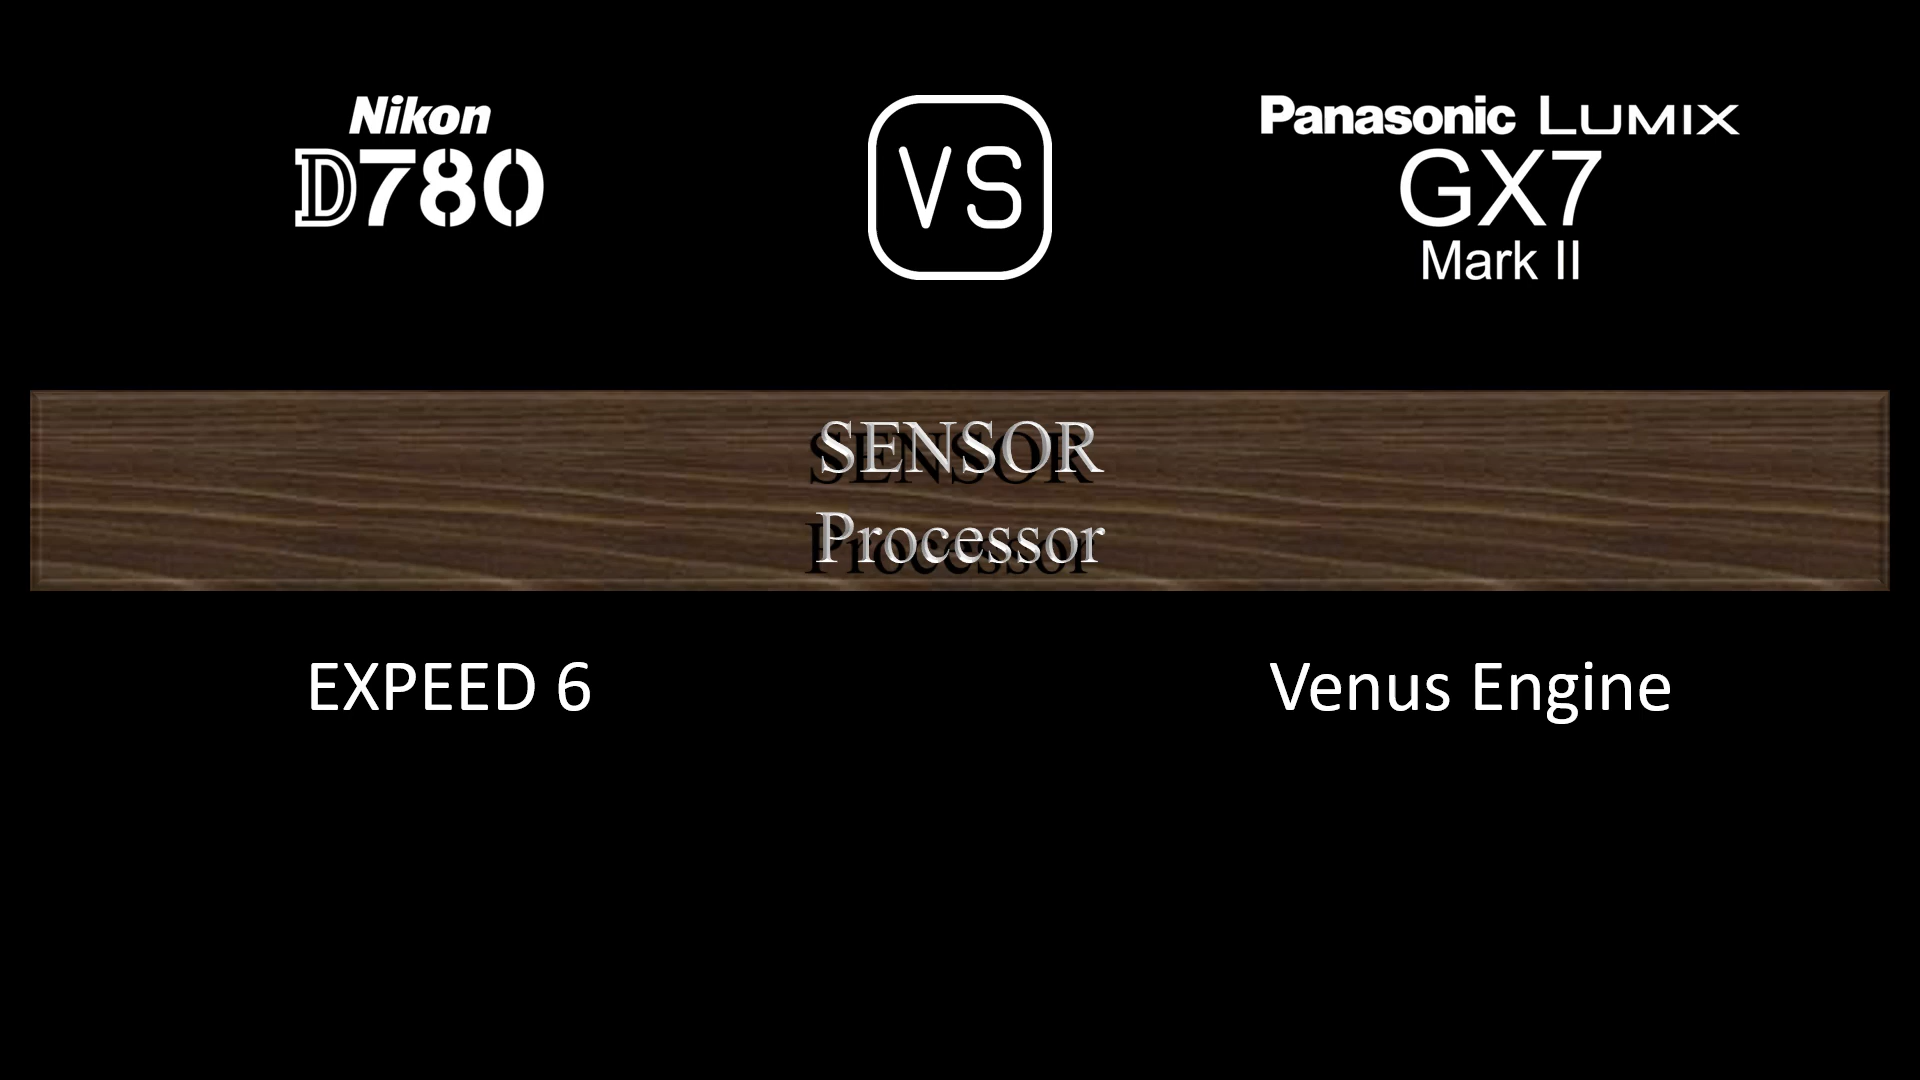 Nikon
D780
VS
Panasonic LUMIX
GX7
Mark II
SENSOR
Processor
EXPEED 6
Venus Engine